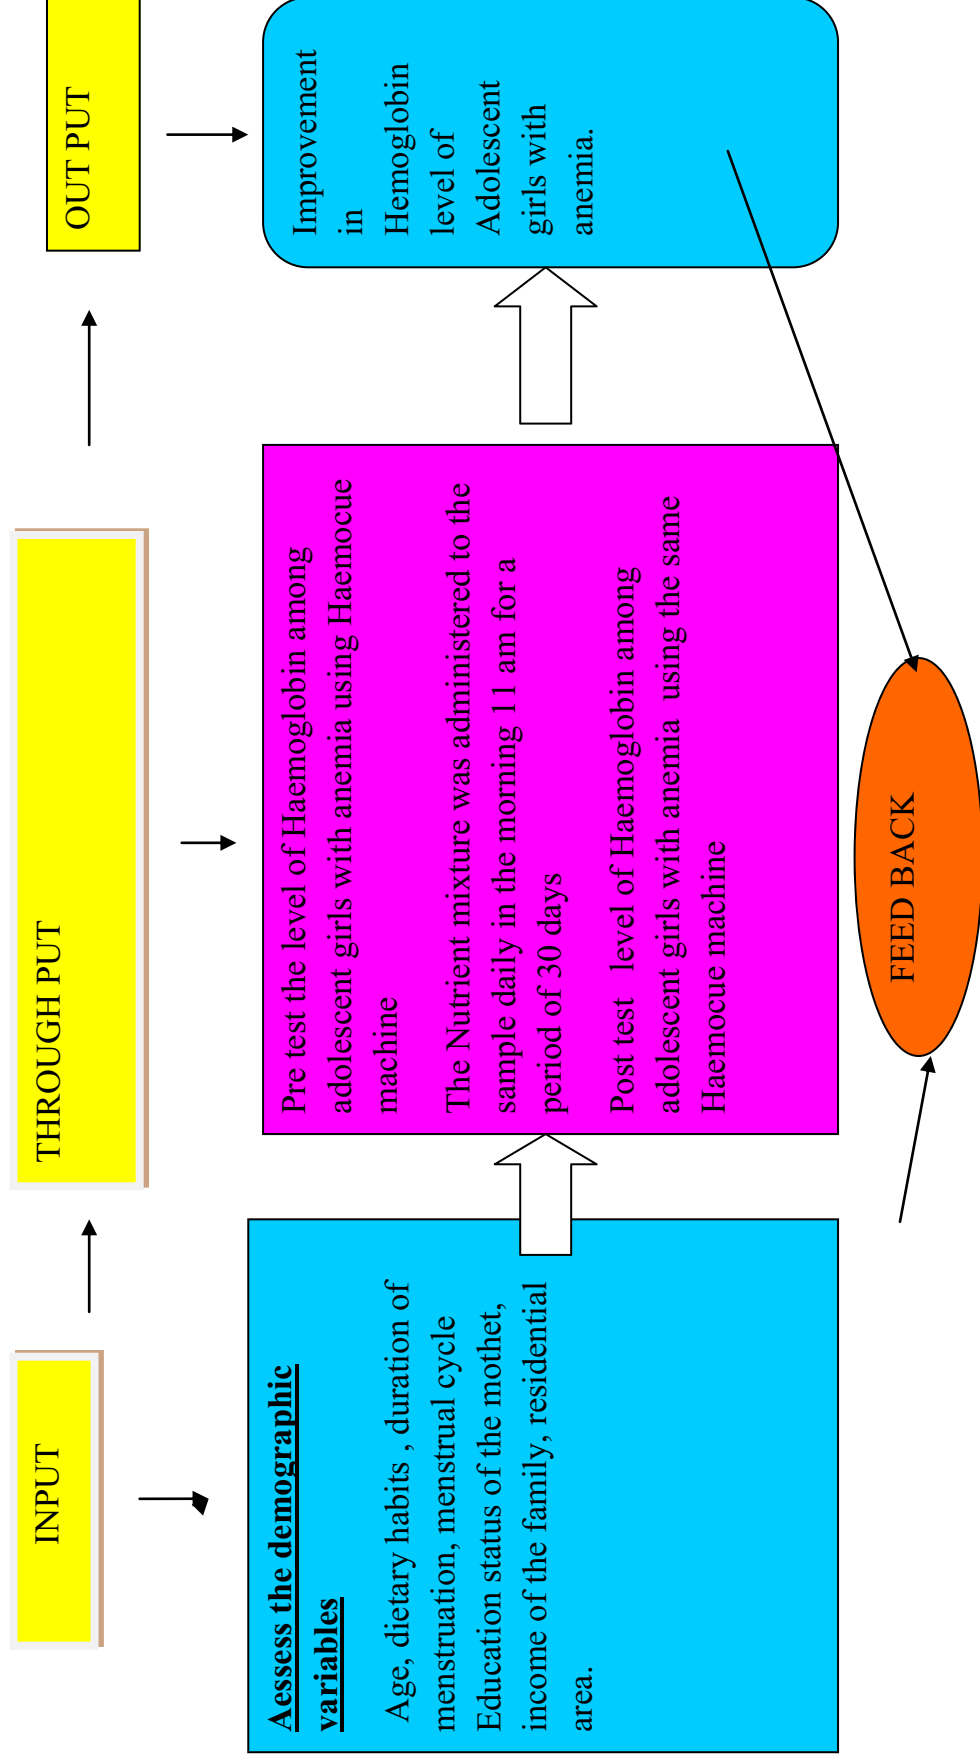 INPUT
THROUGH PUT
OUT PUT
Aessess the demographic
variables
Age, dietary habits , duration of
menstruation, menstrual cycle
Education status of the mothet,
income of the family, residential
area.
Pre test the level of Haemoglobin among
adolescent girls with anemia using Haemocue
machine
The Nutrient mixture was administered to the
sample daily in the morning 11 am for a
period of 30 days
Post test level of Haemoglobin among
adolescent girls with anemia using the same
Haemocue machine
Improvement
in
Hemoglobin
level of
Adolescent
girls with
anemia.
FEED BACK